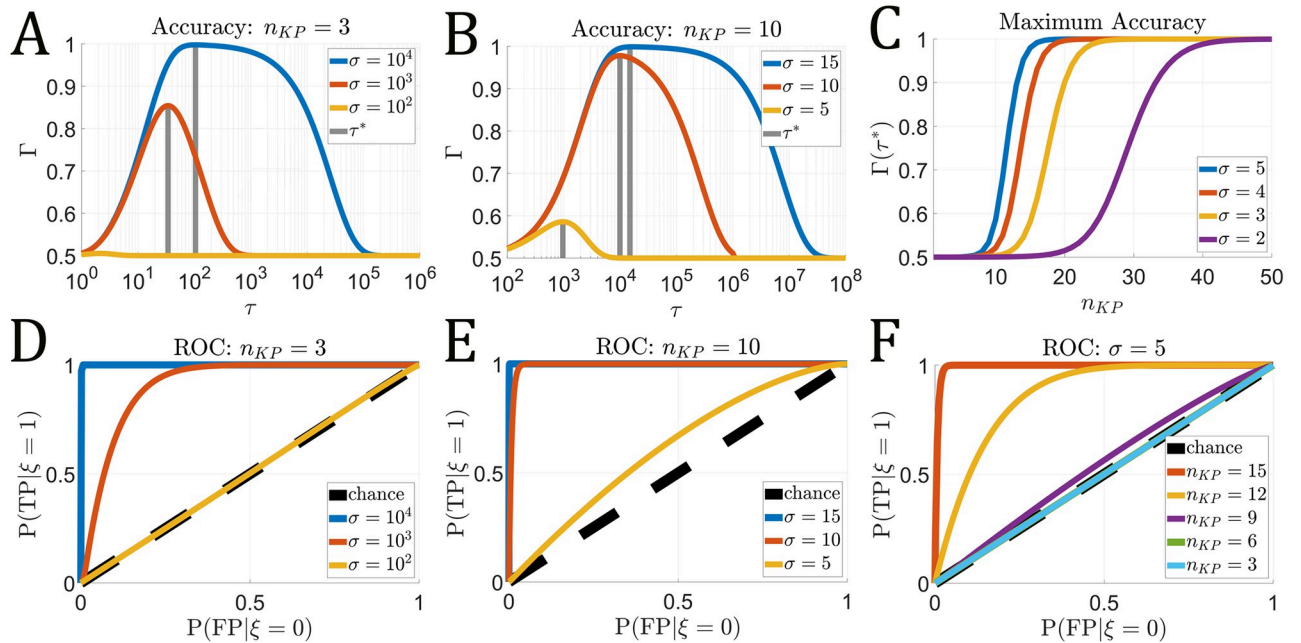 A
Accuracy: n_KP = 3
1
0.9
0.8
0.7
0.6
0.5
Γ
σ = 10^4
σ = 10^3
σ = 10^2
τ*
10^0 10^1 10^2 10^3 10^4 10^5 10^6
τ
B
Accuracy: n_KP = 10
1
0.9
0.8
0.7
0.6
0.5
Γ
σ = 15
σ = 10
σ = 5
τ*
10^2 10^3 10^4 10^5 10^6 10^7 10^8
τ
C
Maximum Accuracy
1
0.9
0.8
0.7
0.6
0.5
Γ(τ*)
σ = 5
σ = 4
σ = 3
σ = 2
10 20 30 40 50
n_KP
D
ROC: n_KP = 3
1
0.5
0
P(TP|ξ = 1)
chance
σ = 10^4
σ = 10^3
σ = 10^2
0 0.5 1
P(FP|ξ = 0)
E
ROC: n_KP = 10
1
0.5
0
P(TP|ξ = 1)
chance
σ = 15
σ = 10
σ = 5
0 0.5 1
P(FP|ξ = 0)
F
ROC: σ = 5
1
0.5
0
P(TP|ξ = 1)
chance
n_KP = 15
n_KP = 12
n_KP = 9
n_KP = 6
n_KP = 3
0 0.5 1
P(FP|ξ = 0)